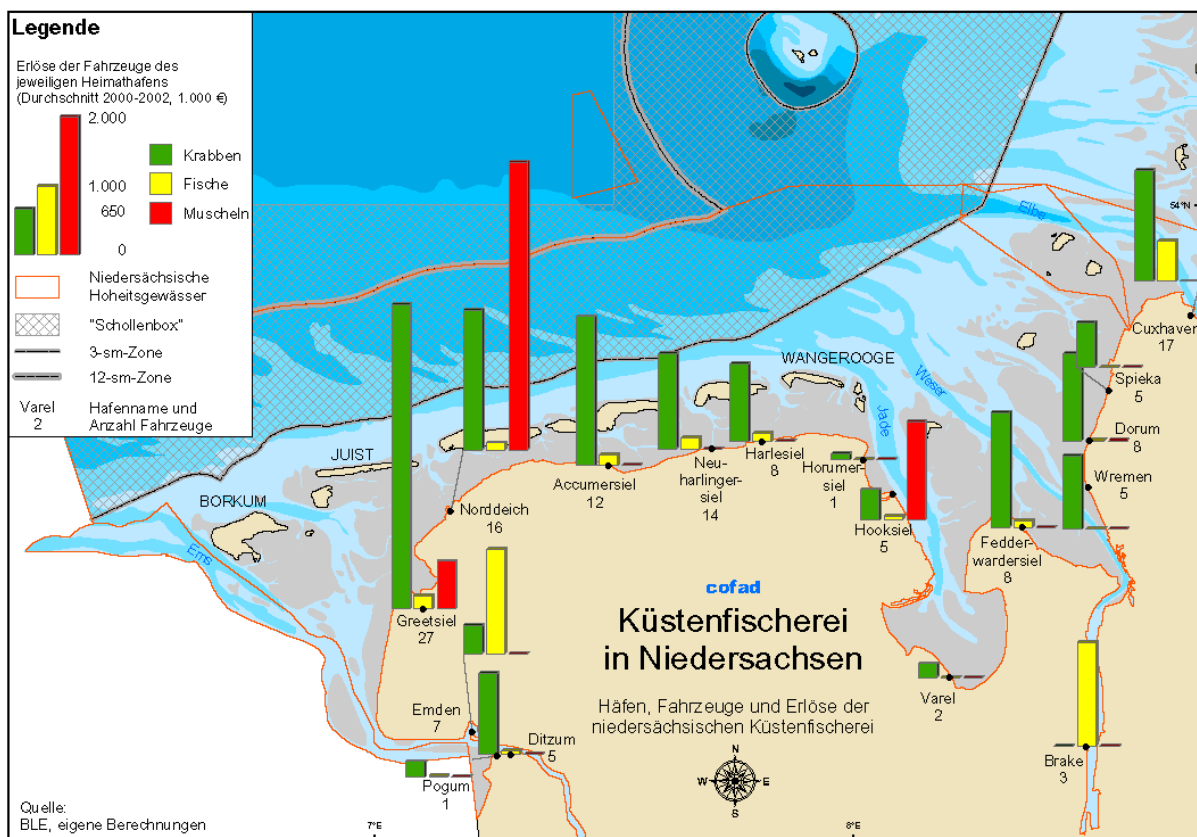 Legende
Erlöse der Fahrzeuge des
jeweiligen Heimathafens
(Durchschnitt 2000-2002, 1.000 €)
2.000
1.000
650
0
Krabben
Fische
Muscheln
Niedersächsische
Hoheitsgewässer
"Schollenbox"
3-sm-Zone
12-sm-Zone
Varel
2
Hafenname und
Anzahl Fahrzeuge
Elbe
54°N
Cuxhaven
17
WANGEROOGE
Weser
Jade
Spieka
5
Dorum
8
Wremen
5
JUIST
BORKUM
Ems
Norddeich
16
Accumersiel
12
Neu-
harlinger-
siel
14
Harlesiel
8
Horumer-
siel
1
Hooksiel
5
Fedder-
wardersiel
8
Greetsiel
27
cofad
Küstenfischerei
in Niedersachsen
Häfen, Fahrzeuge und Erlöse der
niedersächsischen Küstenfischerei
Varel
2
Emden
7
Ditzum
5
Pogum
1
Brake
3
N
W
E
S
Quelle:
BLE, eigene Berechnungen
7°E
8°E